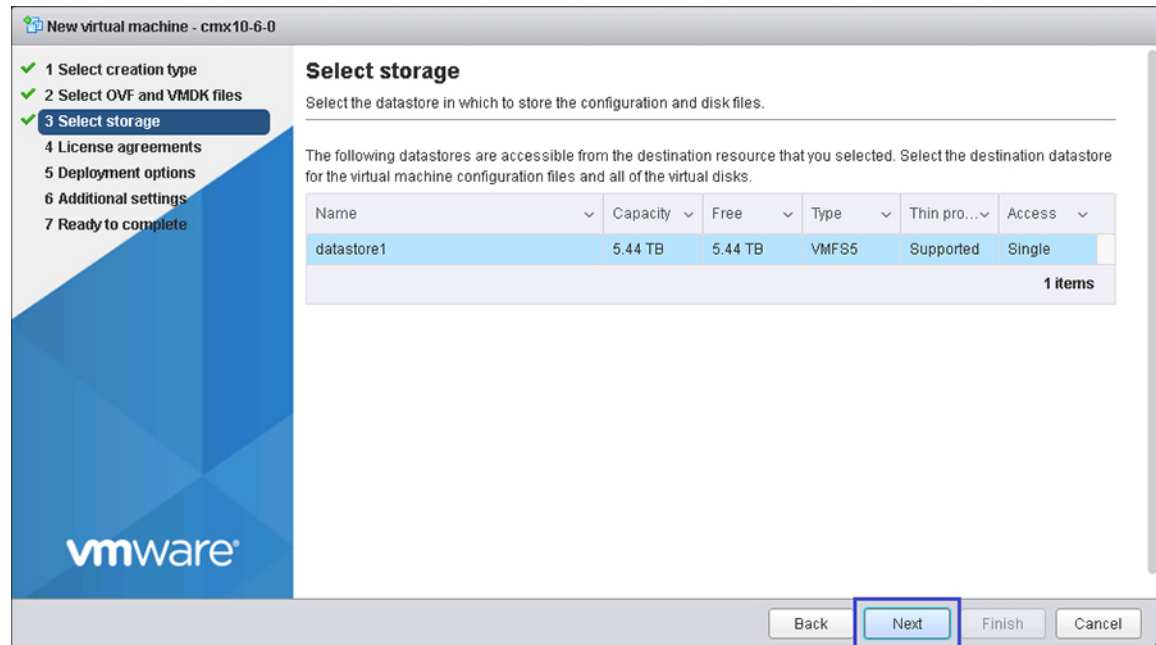 New virtual machine - cmx10-6-0
1 Select creation type
2 Select OVF and VMDK files
3 Select storage
4 License agreements
5 Deployment options
6 Additional settings
7 Ready to complete
vmware®
Select storage
Select the datastore in which to store the configuration and disk files.
The following datastores are accessible from the destination resource that you selected. Select the destination datastore
for the virtual machine configuration files and all of the virtual disks.
Name Capacity Free Type Thin pro... Access
datastore1 5.44 TB 5.44 TB VMFS5 Supported Single
1 items
Back Next Finish Cancel